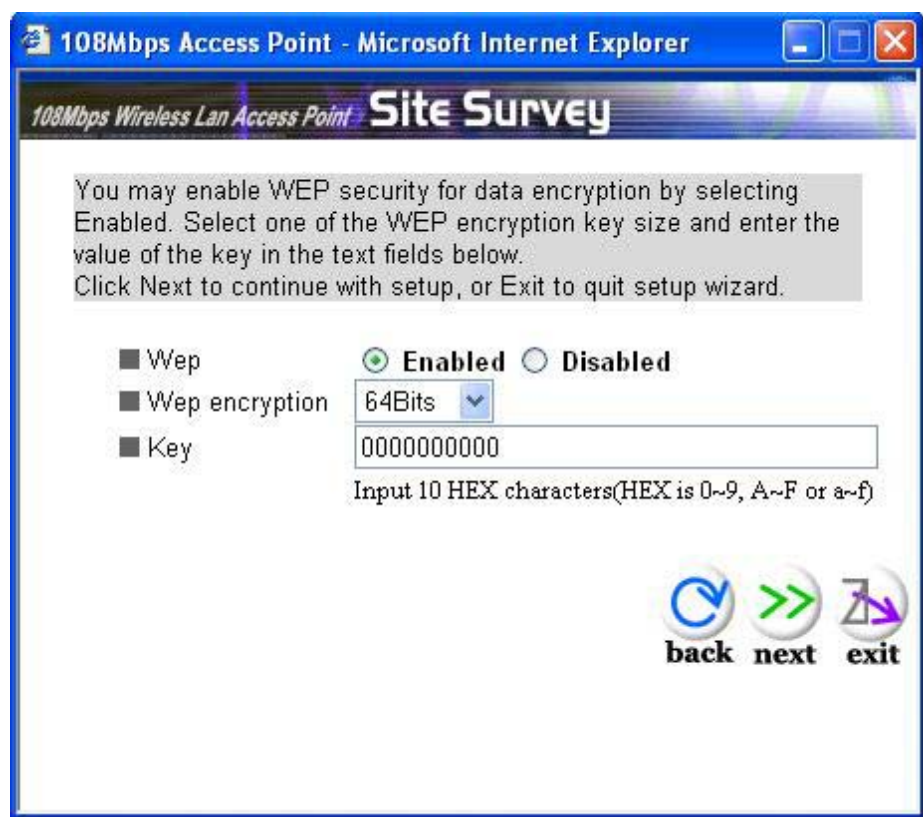 108Mbps Access Point - Microsoft Internet Explorer
108Mbps Wireless Lan Access Point Site Survey
You may enable WEP security for data encryption by selecting
Enabled. Select one of the WEP encryption key size and enter the
value of the key in the text fields below.
Click Next to continue with setup, or Exit to quit setup wizard.
Wep Enabled Disabled
Wep encryption 64Bits
Key 0000000000
Input 10 HEX characters(HEX is 0~9, A~F or a~f)
back next exit